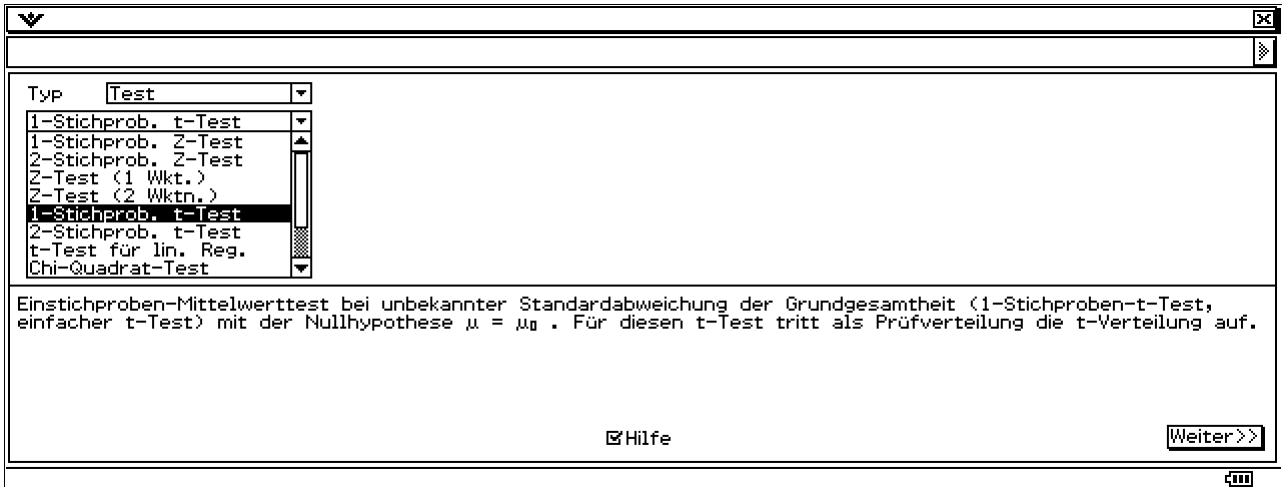 Typ Test
1-Stichprob. t-Test
1-Stichprob. Z-Test
2-Stichprob. Z-Test
Z-Test (1 Wkt.)
Z-Test (2 Wktn.)
1-Stichprob. t-Test
2-Stichprob. t-Test
t-Test für lin. Reg.
Chi-Quadrat-Test
Einstichproben-Mittelwerttest bei unbekannter Standardabweichung der Grundgesamtheit (1-Stichproben-t-Test,
einfacher t-Test) mit der Nullhypothese μ = μ₀ . Für diesen t-Test tritt als Prüfverteilung die t-Verteilung auf.
Hilfe
Weiter>>